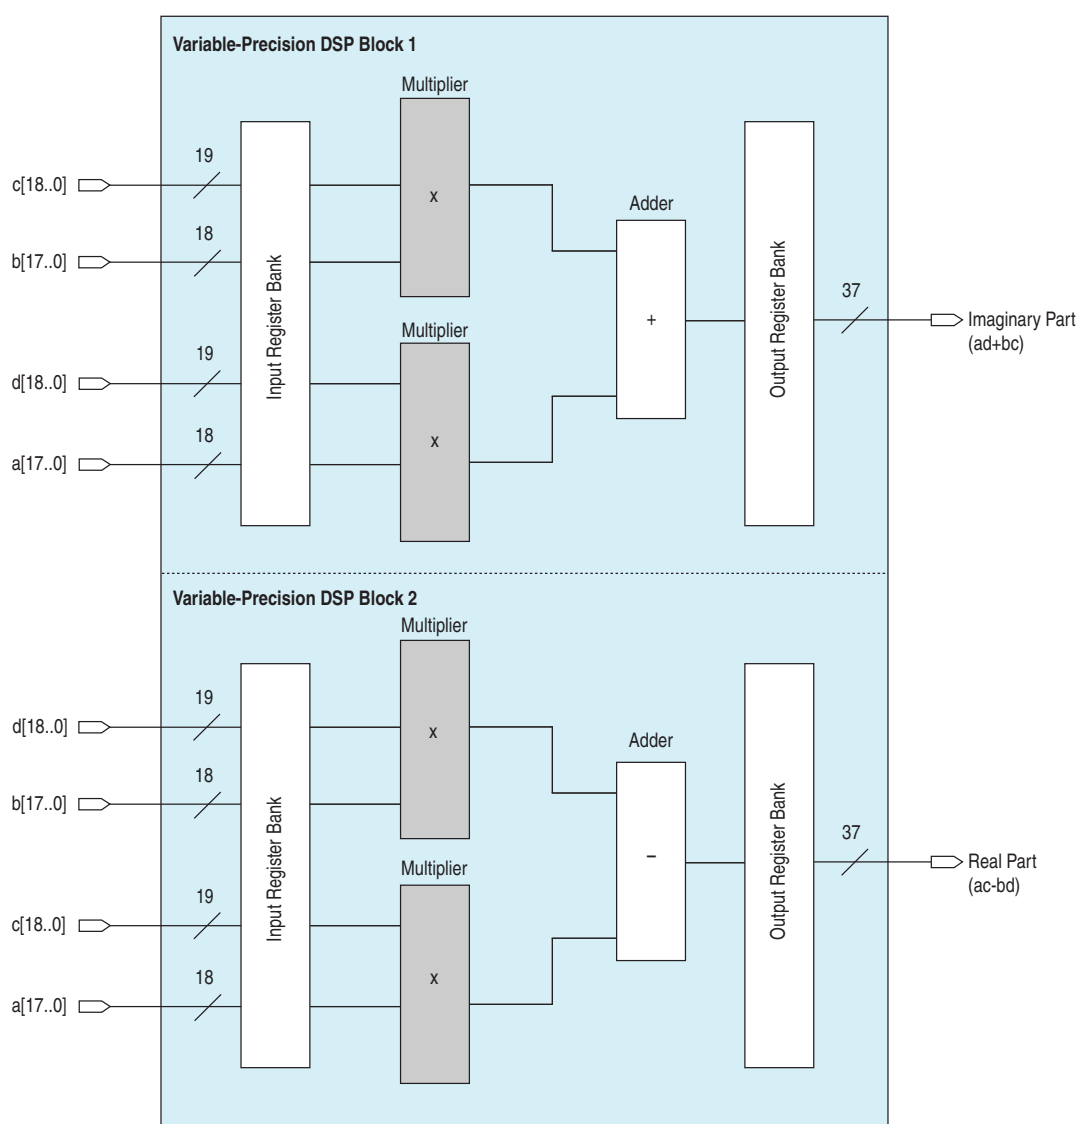 Variable-Precision DSP Block 1
Multiplier
19
c[18..0]
x
18
b[17..0]
Input Register Bank
Adder
+
Output Register Bank
37
Imaginary Part
(ad+bc)
Multiplier
19
d[18..0]
x
18
a[17..0]
Variable-Precision DSP Block 2
Multiplier
19
d[18..0]
x
18
b[17..0]
Input Register Bank
Adder
−
Output Register Bank
37
Real Part
(ac-bd)
Multiplier
19
c[18..0]
x
18
a[17..0]